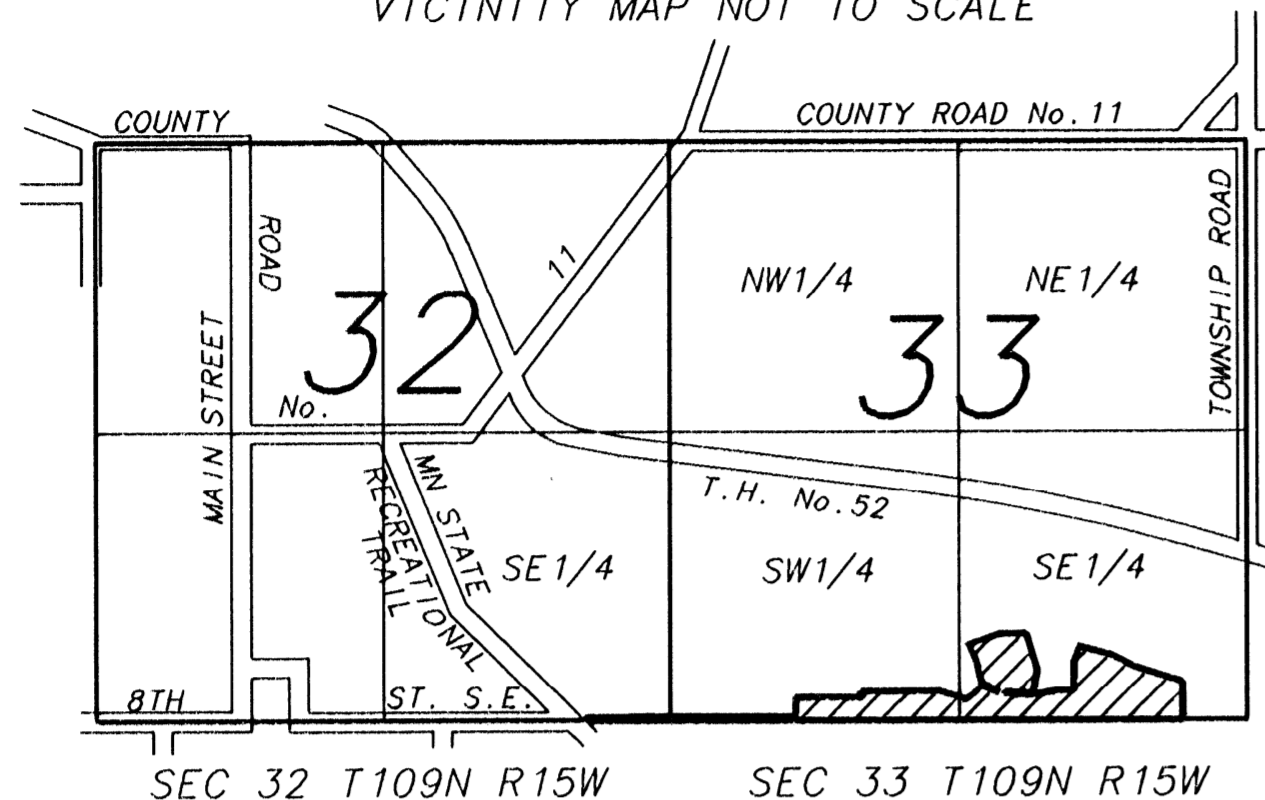 VICINITY MAP NOT TO SCALE
COUNTY
COUNTY ROAD No. 11
ROAD
11
NW1/4
NE1/4
TOWNSHIP ROAD
32
33
MAIN STREET
No.
T.H. No.52
MN STATE
RECREATIONAL
TRAIL
SE1/4
SW1/4
SE1/4
8TH
ST. S.E.
SEC 32 T109N R15W
SEC 33 T109N R15W